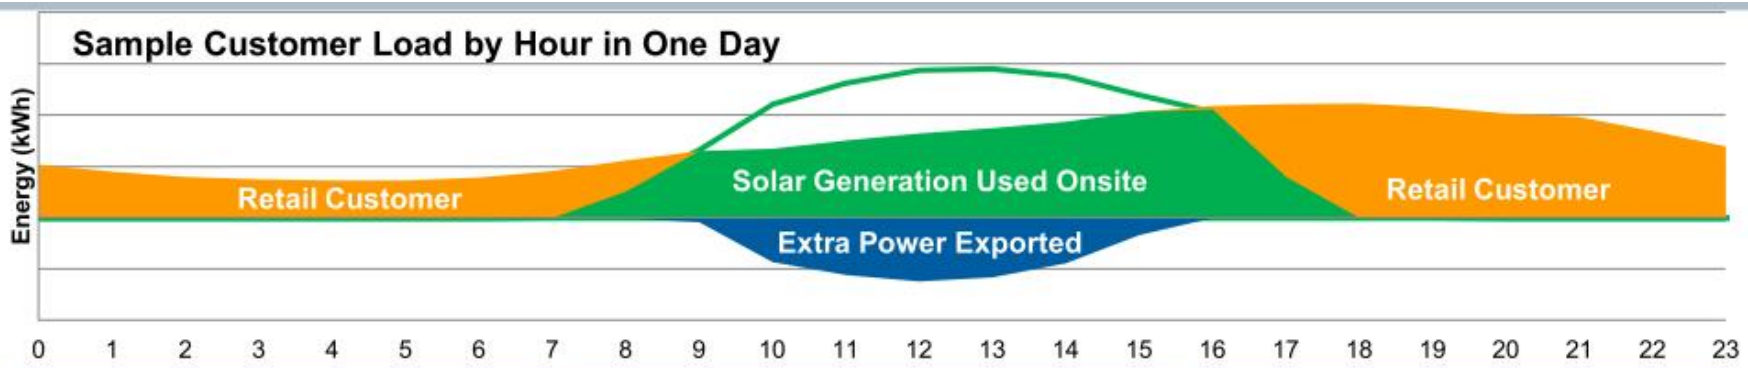 Sample Customer Load by Hour in One Day
Energy (kWh)
Retail Customer
Solar Generation Used Onsite
Retail Customer
Extra Power Exported
0 1 2 3 4 5 6 7 8 9 10 11 12 13 14 15 16 17 18 19 20 21 22 23